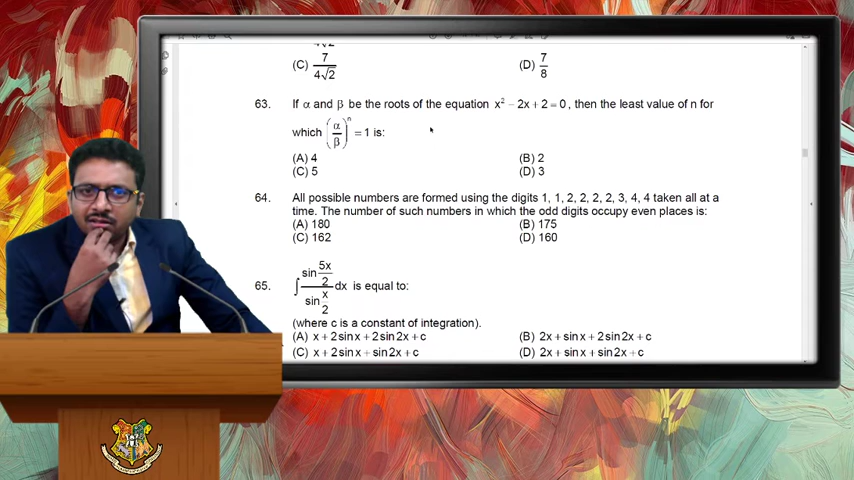 (C) 7/4√2 (D) 7/8
63. If α and β be the roots of the equation x² − 2x + 2 = 0, then the least value of n for
which (α/β)ⁿ = 1 is:
(A) 4 (B) 2
(C) 5 (D) 3
64. All possible numbers are formed using the digits 1, 1, 2, 2, 2, 2, 3, 4, 4 taken all at a
time. The number of such numbers in which the odd digits occupy even places is:
(A) 180 (B) 175
(C) 162 (D) 160
65. ∫ sin 5x/2 / sin x/2 dx is equal to:
(where c is a constant of integration).
(A) x + 2sinx + 2sin2x + c (B) 2x + sinx + 2sin2x + c
(C) x + 2sinx + sin2x + c (D) 2x + sinx + sin2x + c